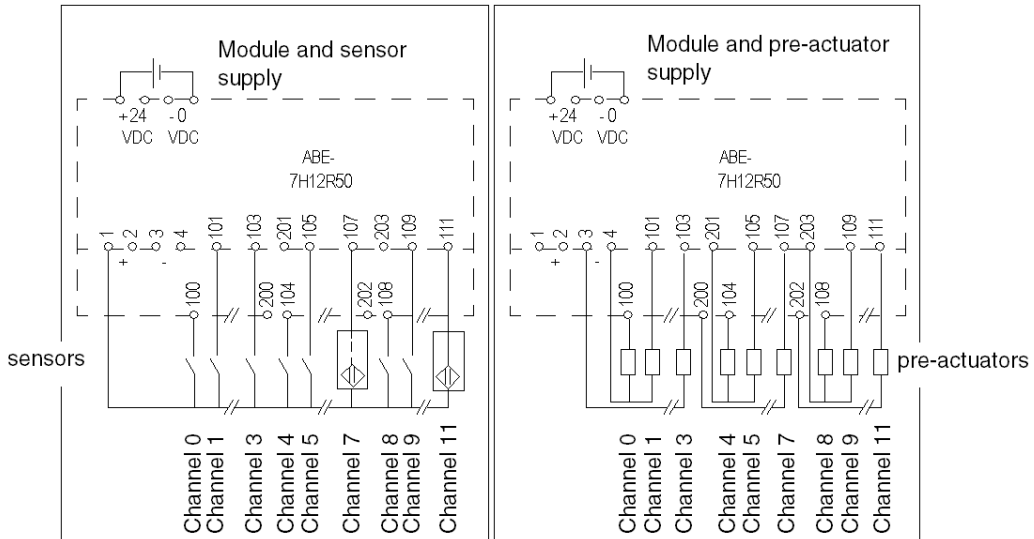 Module and sensor
supply
+24
VDC
- 0
VDC
ABE-
7H12R50
1
2
3
4
101
103
201
105
107
203
109
111
+
-
100
200
104
202
108
sensors
Channel 0
Channel 1
Channel 3
Channel 4
Channel 5
Channel 7
Channel 8
Channel 9
Channel 11
Module and pre-actuator
supply
+24
VDC
- 0
VDC
ABE-
7H12R50
1
2
3
4
101
103
201
105
107
203
109
111
+
-
100
200
104
202
108
pre-actuators
Channel 0
Channel 1
Channel 3
Channel 4
Channel 5
Channel 7
Channel 8
Channel 9
Channel 11